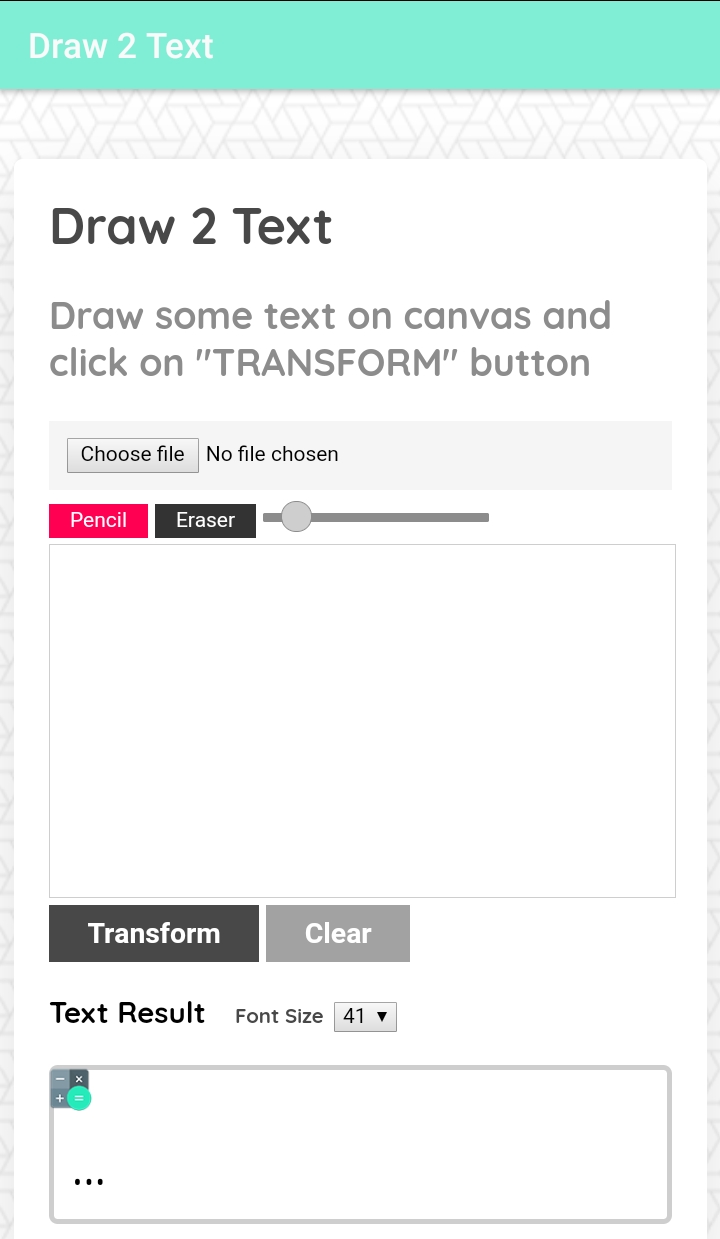 Draw 2 Text
Draw 2 Text
Draw some text on canvas and
click on "TRANSFORM" button
Choose file No file chosen
Pencil Eraser
Transform Clear
Text Result Font Size 41 ▼
− ×
+ =
...